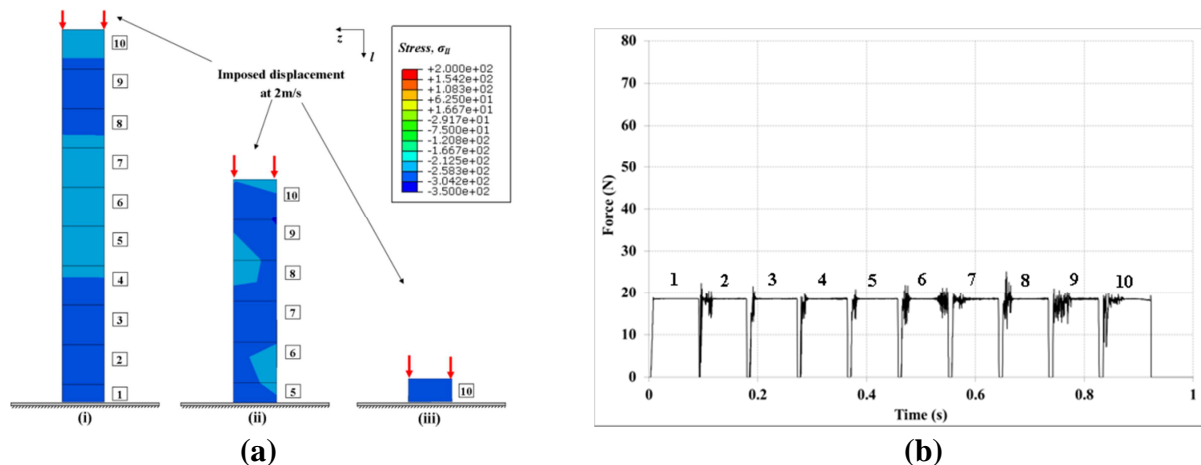 10
9
8
7
6
5
4
3
2
1
(i)
Imposed displacement
at 2m/s
10
9
8
7
6
5
(ii)
z
l
Stress, σll
+2.000e+02
+1.542e+02
+1.083e+02
+6.250e+01
+1.667e+01
-2.917e+01
-7.500e+01
-1.208e+02
-1.667e+02
-2.125e+02
-2.583e+02
-3.042e+02
-3.500e+02
10
(iii)
(a)
80
70
60
50
40
30
20
10
0
Force (N)
1 2 3 4 5 6 7 8 9 10
0 0.2 0.4 0.6 0.8 1
Time (s)
(b)